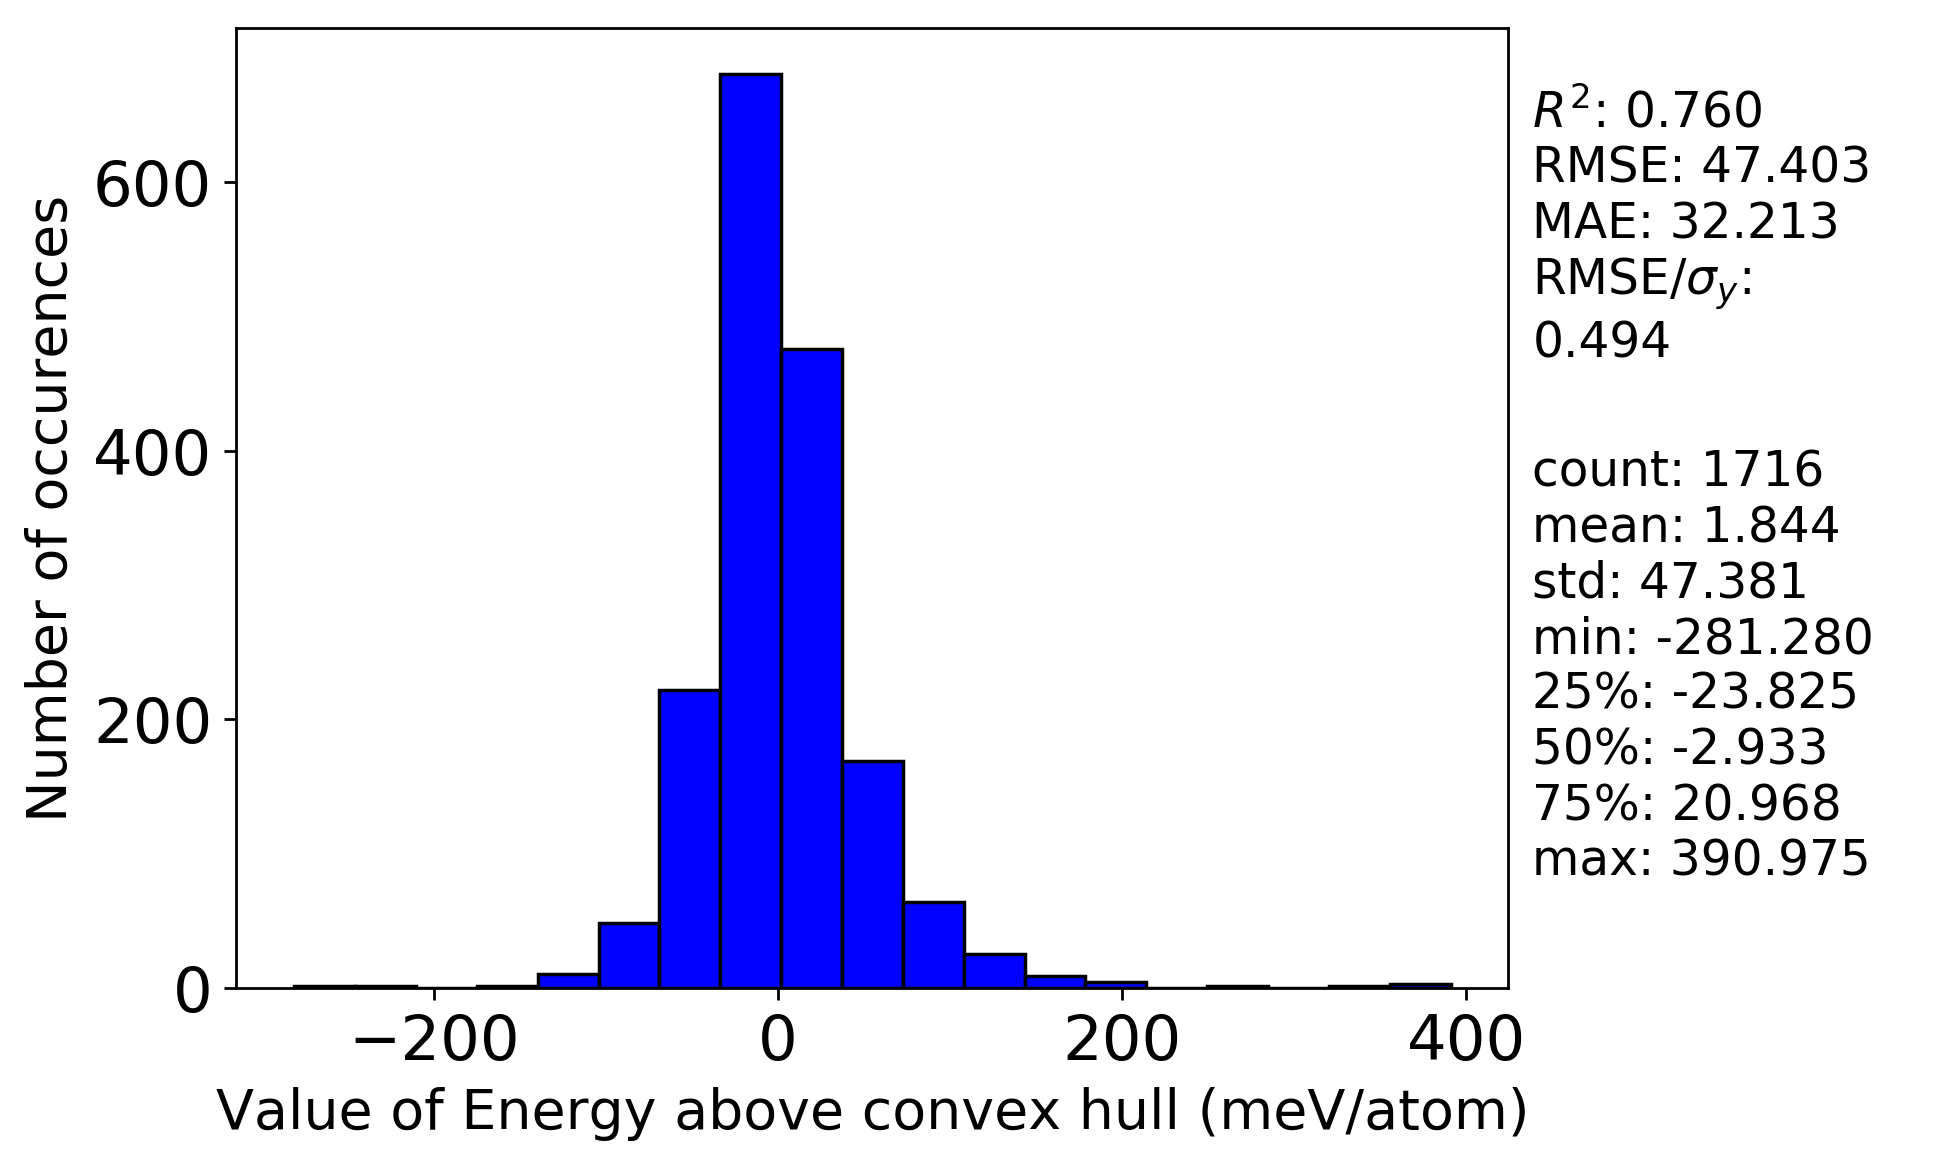 600
400
200
0
Number of occurences
−200
0
200
400
Value of Energy above convex hull (meV/atom)
R²: 0.760
RMSE: 47.403
MAE: 32.213
RMSE/σ_y:
0.494
count: 1716
mean: 1.844
std: 47.381
min: -281.280
25%: -23.825
50%: -2.933
75%: 20.968
max: 390.975